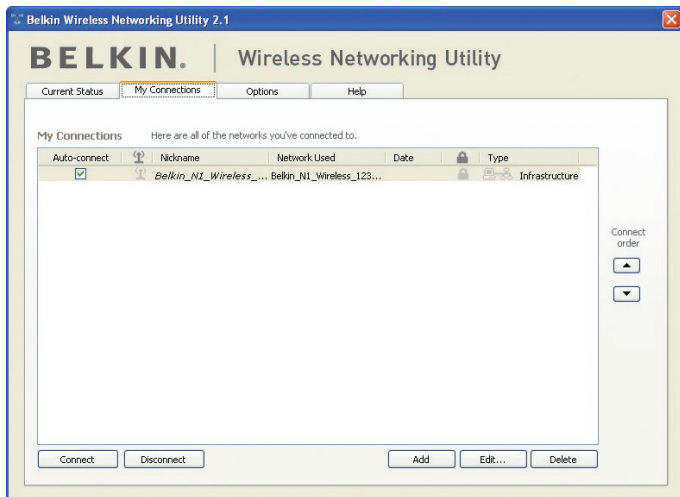 Belkin Wireless Networking Utility 2.1
BELKIN. Wireless Networking Utility
Current Status My Connections Options Help
My Connections Here are all of the networks you've connected to.
Auto-connect Nickname Network Used Date Type
Belkin_N1_Wireless_... Belkin_N1_Wireless_123... Infrastructure
Connect
order
Connect Disconnect Add Edit... Delete